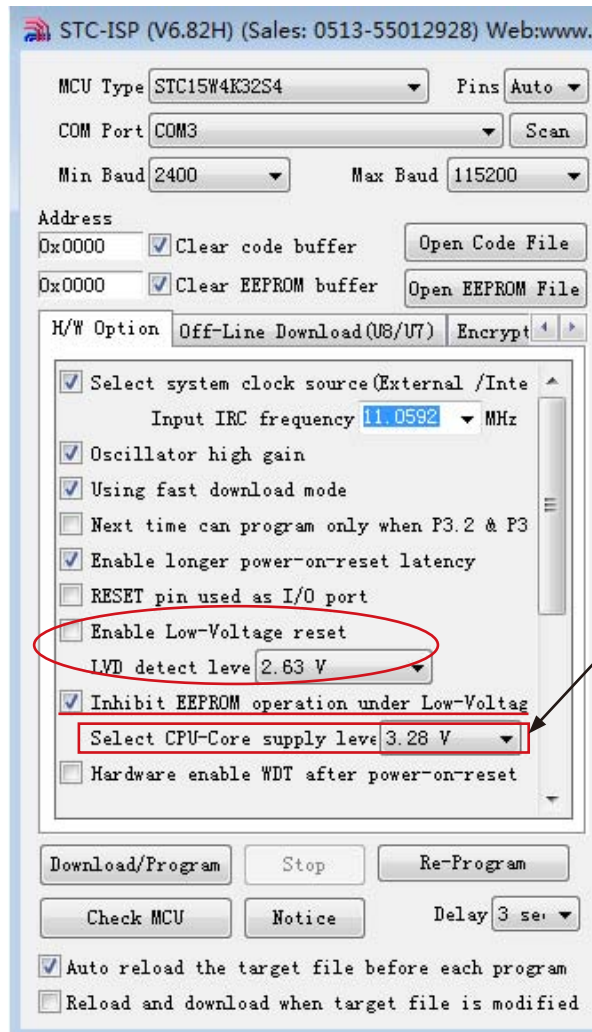 STC-ISP (V6.82H) (Sales: 0513-55012928) Web:www.
MCU Type STC15W4K32S4 Pins Auto
COM Port COM3 Scan
Min Baud 2400 Max Baud 115200
Address
0x0000 Clear code buffer Open Code File
0x0000 Clear EEPROM buffer Open EEPROM File
H/W Option Off-Line Download(U8/U7) Encrypt
Select system clock source(External /Inte
Input IRC frequency 11.0592 MHz
Oscillator high gain
Using fast download mode
Next time can program only when P3.2 & P3
Enable longer power-on-reset latency
RESET pin used as I/O port
Enable Low-Voltage reset
LVD detect leve 2.63 V
Inhibit EEPROM operation under Low-Voltag
Select CPU-Core supply leve 3.28 V
Hardware enable WDT after power-on-reset
Download/Program Stop Re-Program
Check MCU Notice Delay 3 se
Auto reload the target file before each program
Reload and download when target file is modified